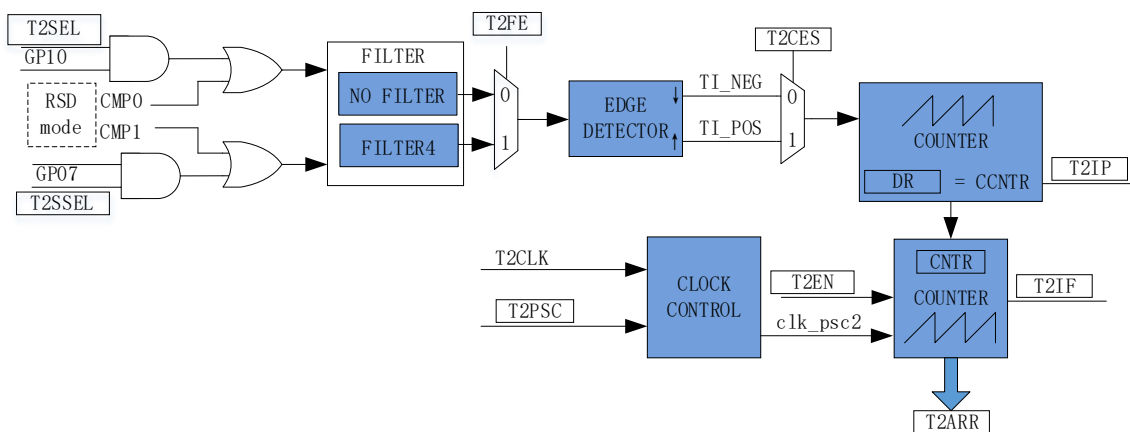 T2SEL
GP10
RSD
mode
CMP0
CMP1
GP07
T2SSEL
FILTER
NO FILTER
FILTER4
T2FE
0
1
EDGE
DETECTOR
TI_NEG
TI_POS
T2CES
0
1
COUNTER
DR = CCNTR
T2IP
T2CLK
T2PSC
CLOCK
CONTROL
T2EN
clk_psc2
CNTR
COUNTER
T2IF
T2ARR